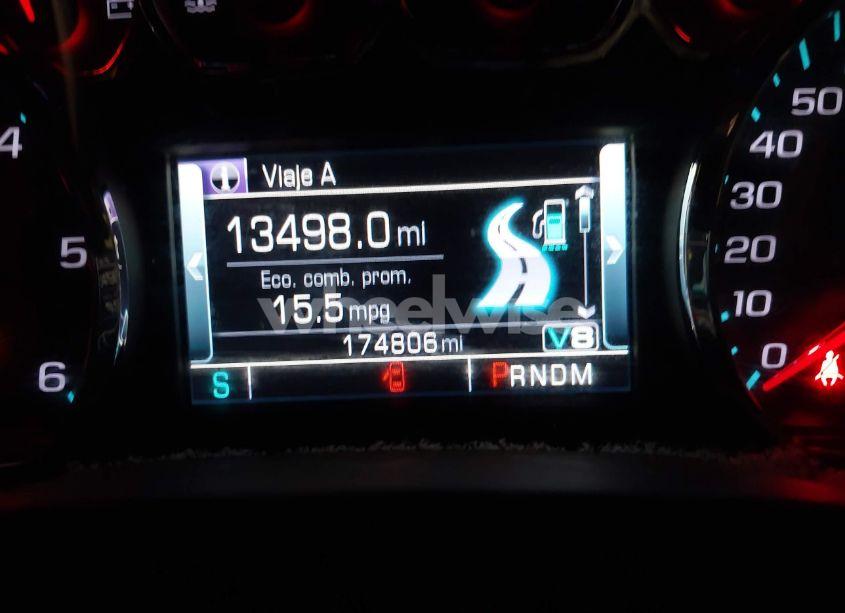 Viaje A
13498.0 mi
Eco. comb. prom.
15.5 mpg
wheelwise
174806 mi
V8
S
PRNDM
4
5
6
50
40
30
20
10
0